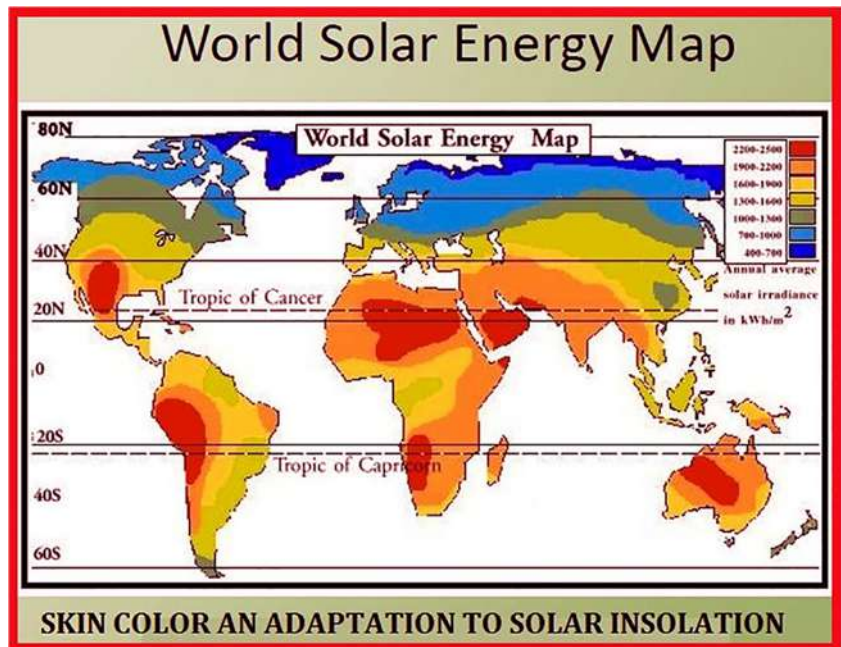 World Solar Energy Map
80N
World Solar Energy Map
2200-2500
1900-2200
1600-1900
1300-1600
1000-1300
700-1000
400-700
60N
40N
Annual average
solar irradiance
in kWh/m²
Tropic of Cancer
20N
0
20S
Tropic of Capricorn
40S
60S
SKIN COLOR AN ADAPTATION TO SOLAR INSOLATION